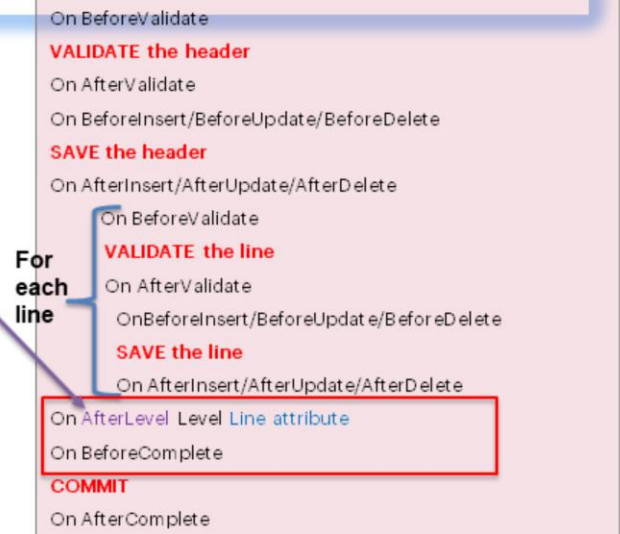 On BeforeValidate
VALIDATE the header
On AfterValidate
On BeforeInsert/BeforeUpdate/BeforeDelete
SAVE the header
On AfterInsert/AfterUpdate/AfterDelete
For each line
On BeforeValidate
VALIDATE the line
On AfterValidate
OnBeforeInsert/BeforeUpdate/BeforeDelete
SAVE the line
On AfterInsert/AfterUpdate/AfterDelete
On AfterLevel Level Line attribute
On BeforeComplete
COMMIT
On AfterComplete